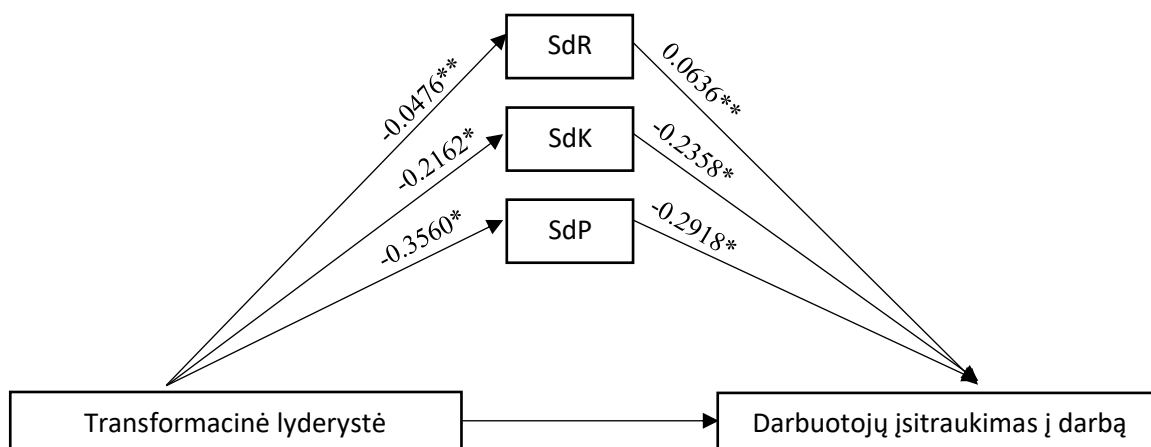 SdR
-0.0476**
0.0636**
SdK
-0.2162*
-0.2358*
SdP
-0.3560*
-0.2918*
Transformacinė lyderystė
Darbuotojų įsitraukimas į darbą